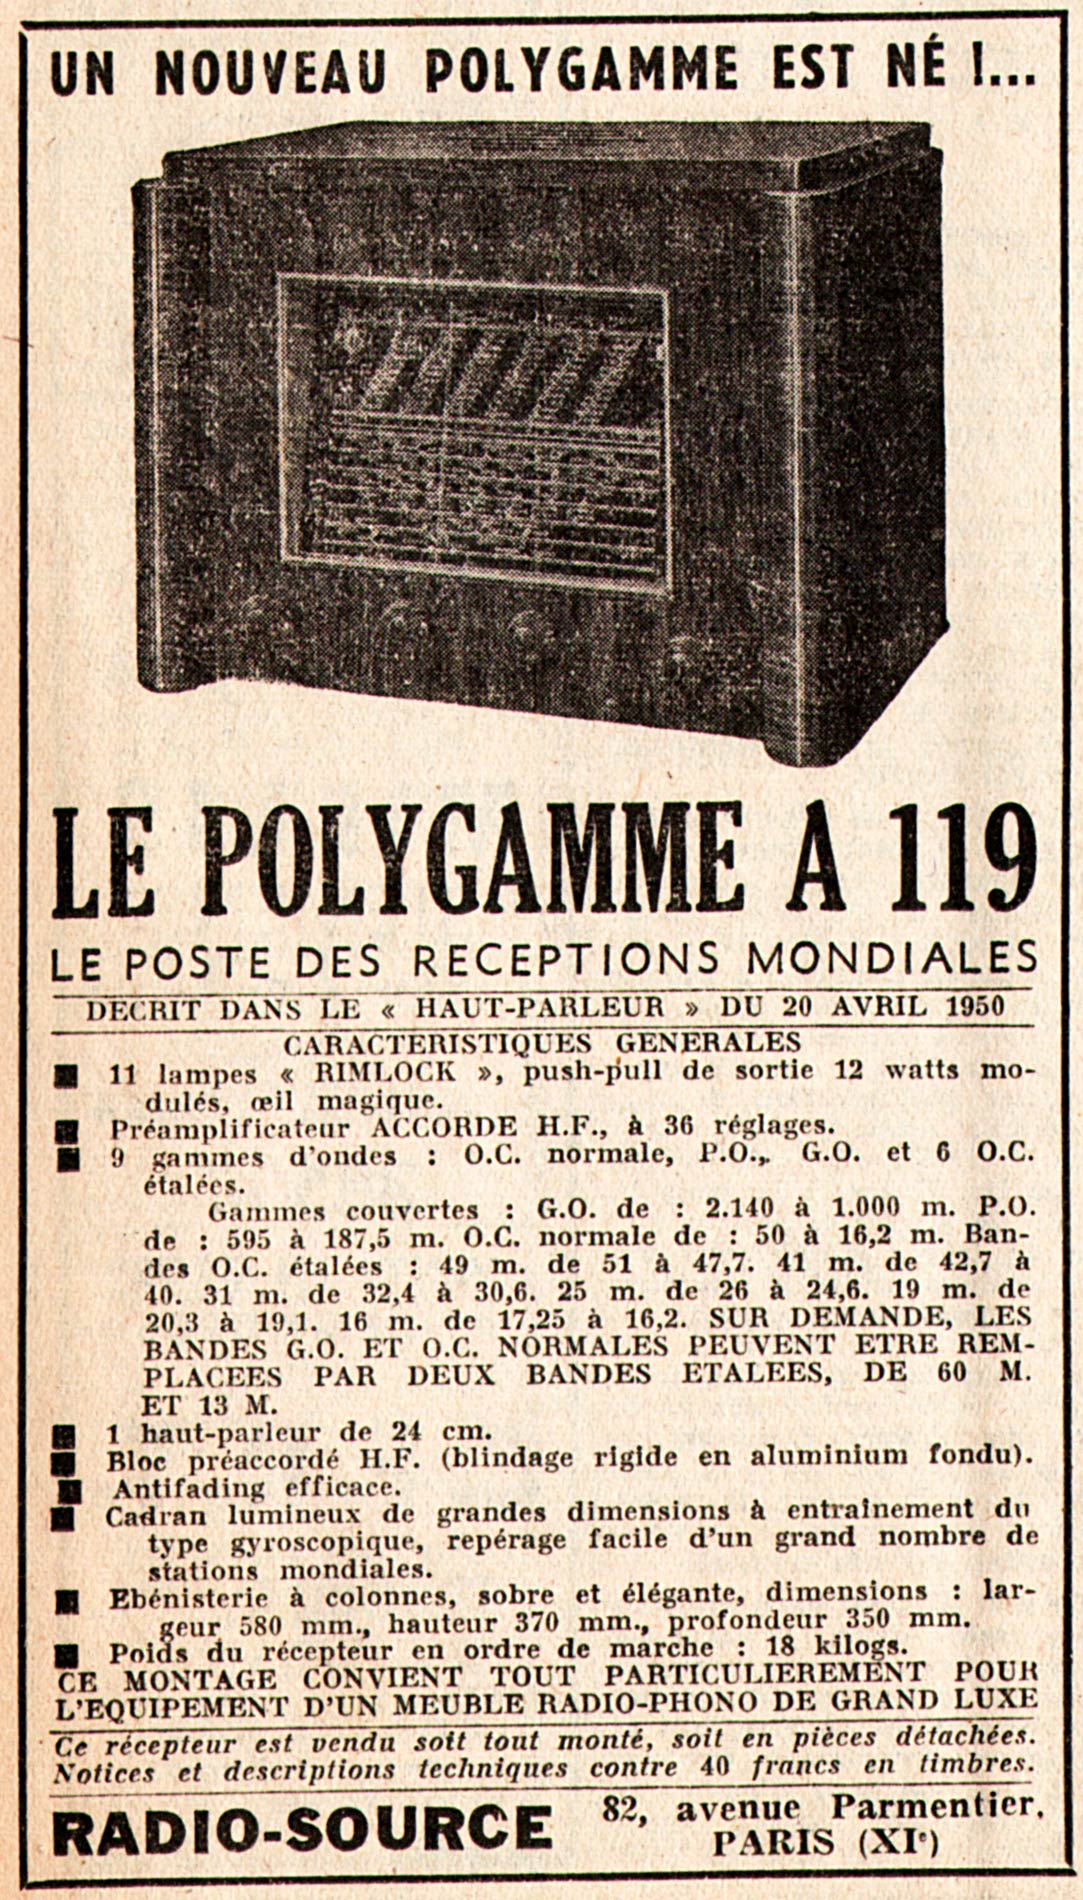 UN NOUVEAU POLYGAMME EST NÉ !...
LE POLYGAMME A 119
LE POSTE DES RECEPTIONS MONDIALES
DECRIT DANS LE « HAUT-PARLEUR » DU 20 AVRIL 1950
CARACTERISTIQUES GENERALES
■ 11 lampes « RIMLOCK », push-pull de sortie 12 watts mo-
dulés, œil magique.
■ Préamplificateur ACCORDE H.F., à 36 réglages.
■ 9 gammes d'ondes : O.C. normale, P.O., G.O. et 6 O.C.
étalées.
Gammes couvertes : G.O. de : 2.140 à 1.000 m. P.O.
de : 595 à 187,5 m. O.C. normale de : 50 à 16,2 m. Ban-
des O.C. étalées : 49 m. de 51 à 47,7. 41 m. de 42,7 à
40. 31 m. de 32,4 à 30,6. 25 m. de 26 à 24,6. 19 m. de
20,3 à 19,1. 16 m. de 17,25 à 16,2. SUR DEMANDE, LES
BANDES G.O. ET O.C. NORMALES PEUVENT ETRE REM-
PLACEES PAR DEUX BANDES ETALEES, DE 60 M.
ET 13 M.
■ 1 haut-parleur de 24 cm.
■ Bloc préaccordé H.F. (blindage rigide en aluminium fondu).
■ Antifading efficace.
■ Cadran lumineux de grandes dimensions à entraînement du
type gyroscopique, repérage facile d'un grand nombre de
stations mondiales.
■ Ebénisterie à colonnes, sobre et élégante, dimensions : lar-
geur 580 mm., hauteur 370 mm., profondeur 350 mm.
■ Poids du récepteur en ordre de marche : 18 kilogs.
CE MONTAGE CONVIENT TOUT PARTICULIEREMENT POUR
L'EQUIPEMENT D'UN MEUBLE RADIO-PHONO DE GRAND LUXE
Ce récepteur est vendu soit tout monté, soit en pièces détachées.
Notices et descriptions techniques contre 40 francs en timbres.
RADIO-SOURCE 82, avenue Parmentier.
PARIS (XIe)